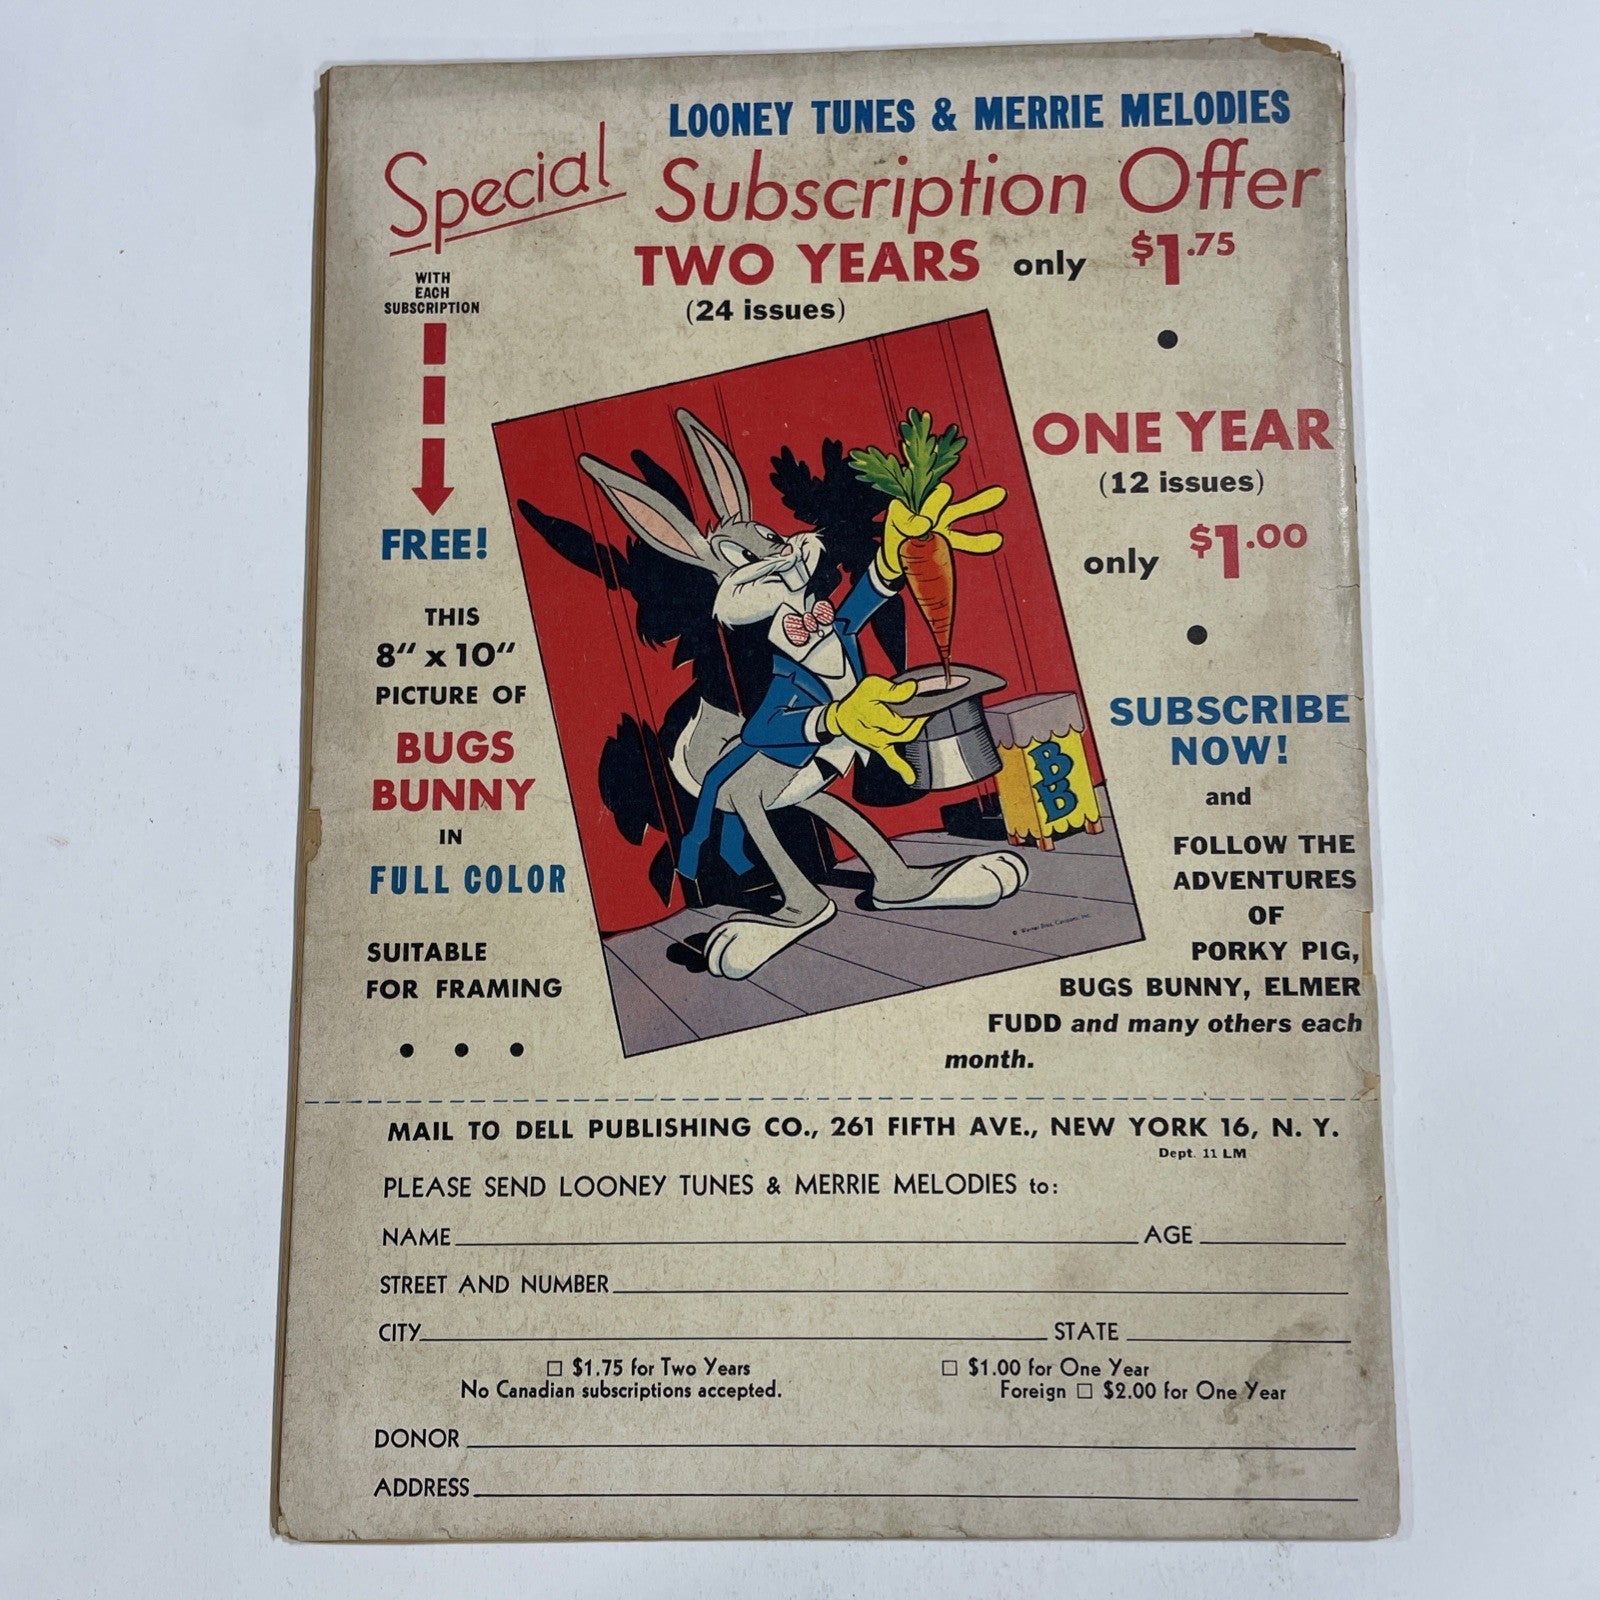 LOONEY TUNES & MERRIE MELODIES
Special Subscription Offer
TWO YEARS only $1.75
(24 issues)
WITH
EACH
SUBSCRIPTION
FREE!
THIS
8" x 10"
PICTURE OF
BUGS
BUNNY
IN
FULL COLOR
SUITABLE
FOR FRAMING
BB
© Warner Bros. Cartoons, Inc.
ONE YEAR
(12 issues)
only $1.00
SUBSCRIBE
NOW!
and
FOLLOW THE
ADVENTURES
OF
PORKY PIG,
BUGS BUNNY, ELMER
FUDD and many others each
month.
MAIL TO DELL PUBLISHING CO., 261 FIFTH AVE., NEW YORK 16, N. Y.
Dept. 11 LM
PLEASE SEND LOONEY TUNES & MERRIE MELODIES to:
NAME AGE
STREET AND NUMBER
CITY STATE
☐ $1.75 for Two Years ☐ $1.00 for One Year
No Canadian subscriptions accepted. Foreign ☐ $2.00 for One Year
DONOR
ADDRESS